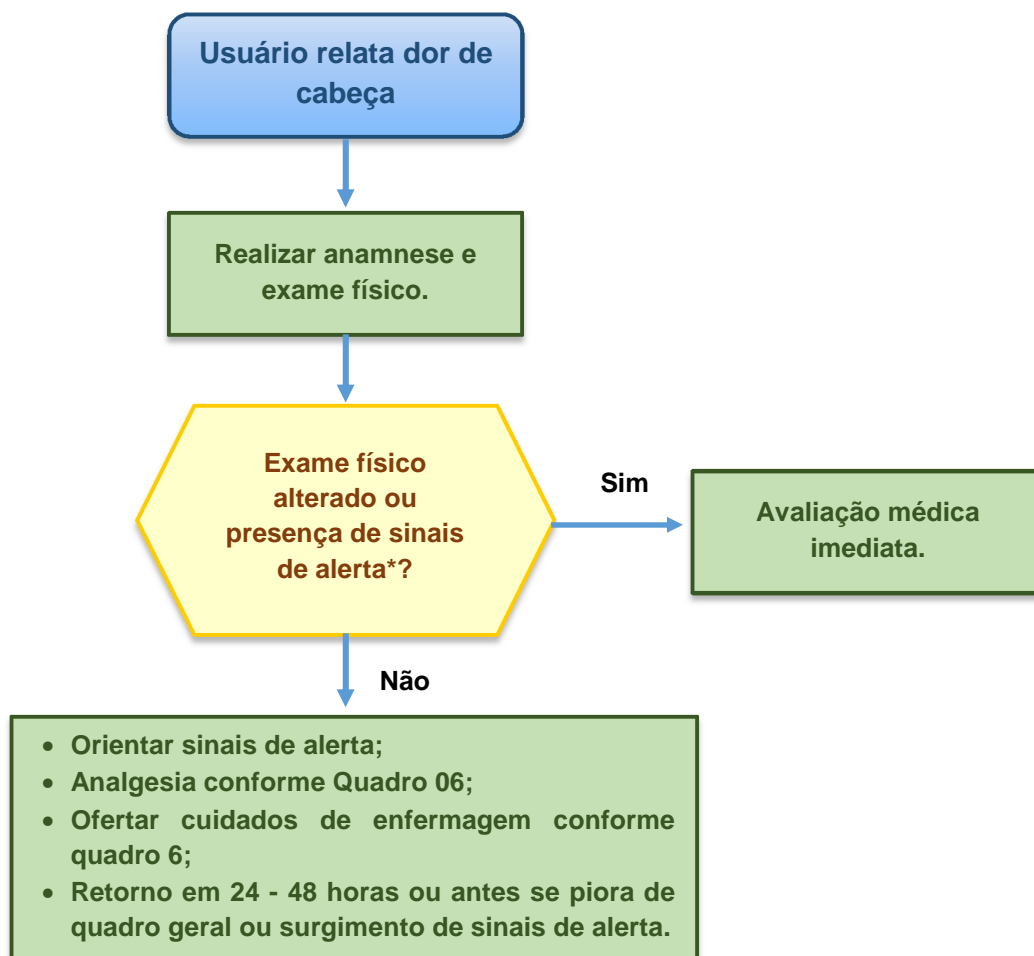 Usuário relata dor de
cabeça
Realizar anamnese e
exame físico.
Exame físico
alterado ou
presença de sinais
de alerta*?
Sim
Avaliação médica
imediata.
Não
• Orientar sinais de alerta;
• Analgesia conforme Quadro 06;
• Ofertar cuidados de enfermagem conforme
quadro 6;
• Retorno em 24 - 48 horas ou antes se piora de
quadro geral ou surgimento de sinais de alerta.